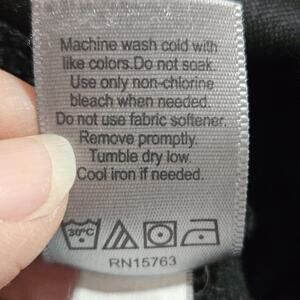 Machine wash cold with
like colors.Do not soak.
Use only non-chlorine
bleach when needed.
Do not use fabric softener.
Remove promptly.
Tumble dry low.
Cool iron if needed.
30°C
RN15763